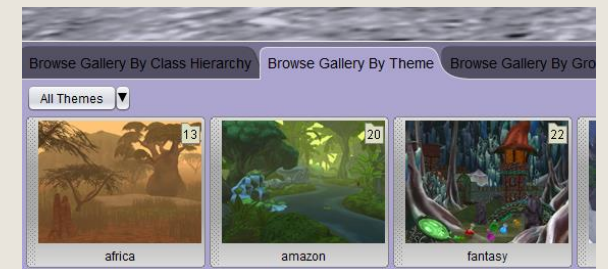 Browse Gallery By Class Hierarchy Browse Gallery By Theme Browse Gallery By Gro
All Themes
13 20 22
africa amazon fantasy